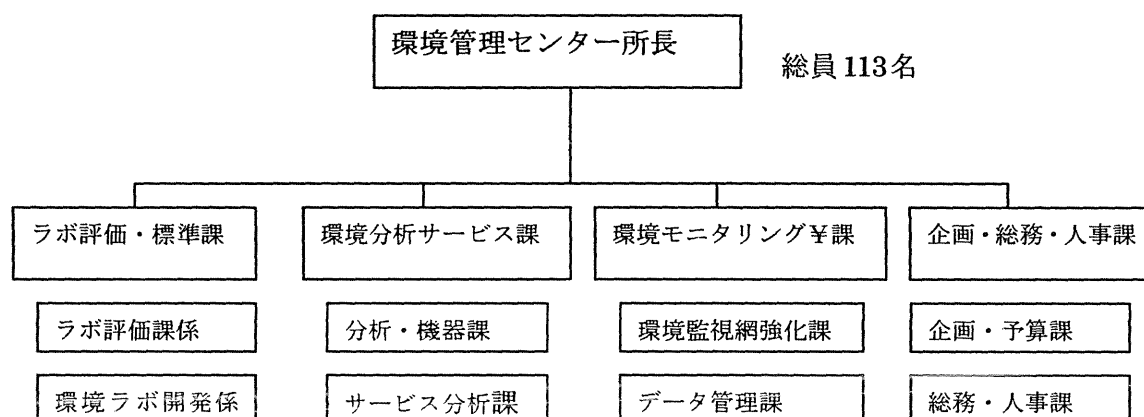 環境管理センター所長
総員113名
ラボ評価・標準課
環境分析サービス課
環境モニタリング¥課
企画・総務・人事課
ラボ評価課係
分析・機器課
環境監視網強化課
企画・予算課
環境ラボ開発係
サービス分析課
データ管理課
総務・人事課